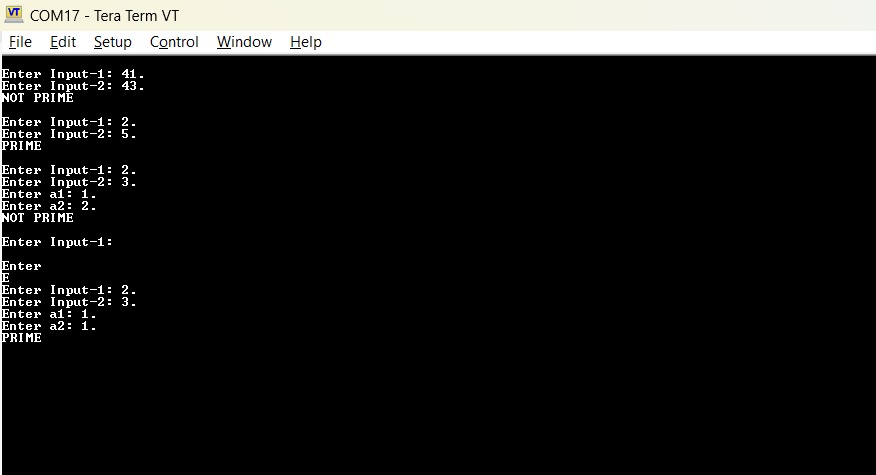 VT COM17 - Tera Term VT
File Edit Setup Control Window Help
Enter Input-1: 41.
Enter Input-2: 43.
NOT PRIME
Enter Input-1: 2.
Enter Input-2: 5.
PRIME
Enter Input-1: 2.
Enter Input-2: 3.
Enter a1: 1.
Enter a2: 2.
NOT PRIME
Enter Input-1:
Enter
E
Enter Input-1: 2.
Enter Input-2: 3.
Enter a1: 1.
Enter a2: 1.
PRIME